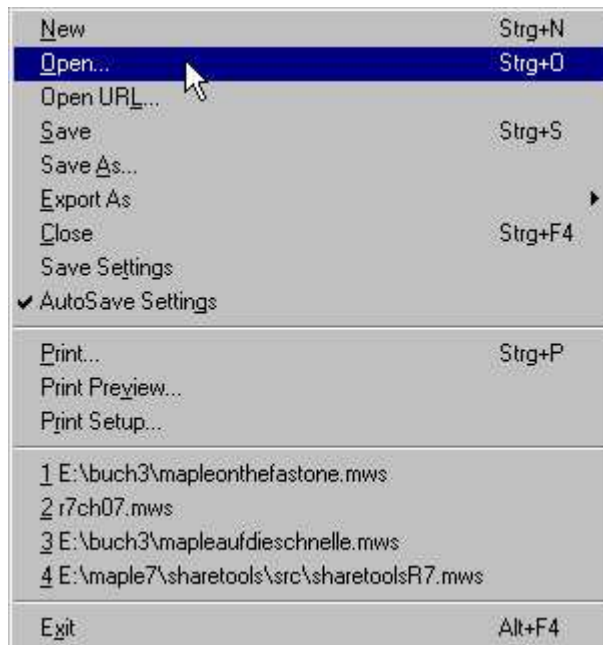 New Strg+N
Open... Strg+O
Open URL...
Save Strg+S
Save As...
Export As
Close Strg+F4
Save Settings
AutoSave Settings
Print... Strg+P
Print Preview...
Print Setup...
1 E:\buch3\mapleonthefastone.mws
2 r7ch07.mws
3 E:\buch3\mapleaufdieschnelle.mws
4 E:\maple7\sharetools\src\sharetoolsR7.mws
Exit Alt+F4